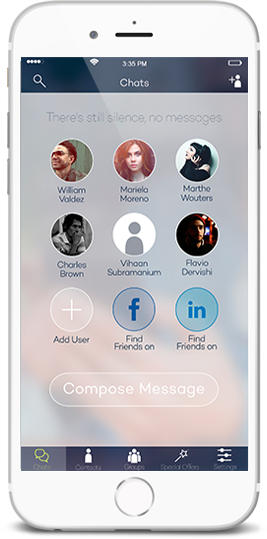 3:35 PM
Chats
There's still silence, no messages
William
Valdez
Mariela
Moreno
Marthe
Wouters
Charles
Brown
Vihaan
Subramanium
Flavio
Dervishi
Add User
f
Find
Friends on
in
Find
Friends on
Compose Message
Chats
Contacts
Groups
Special Offers
Settings